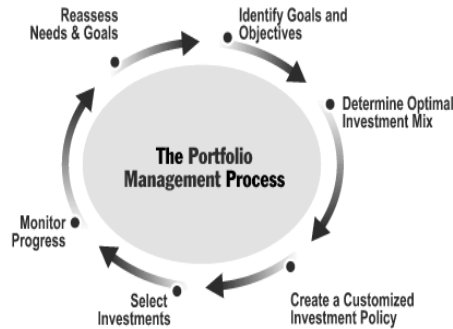 Reassess
Needs & Goals
Identify Goals and
Objectives
Determine Optimal
Investment Mix
The Portfolio
Management Process
Monitor
Progress
Select
Investments
Create a Customized
Investment Policy